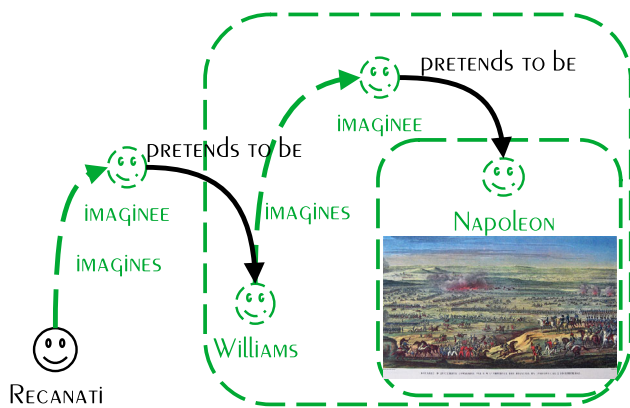 pretends to be
imaginee
pretends to be
imaginee
imagines
Napoleon
imagines
Williams
Recanati